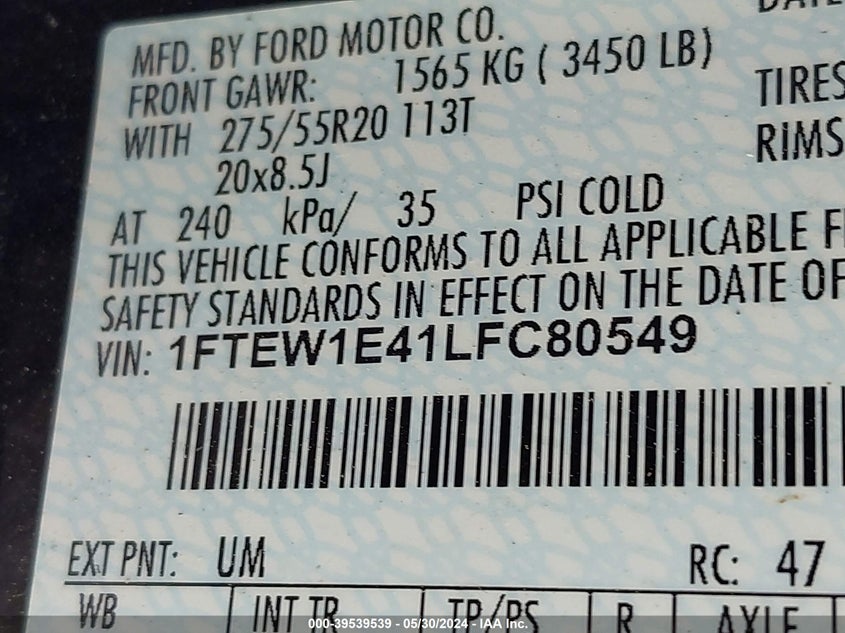 MFD. BY FORD MOTOR CO.
FRONT GAWR: 1565 KG ( 3450 LB)
WITH 275/55R20 113T TIRES
20x8.5J RIMS
AT 240 kPa/ 35 PSI COLD
THIS VEHICLE CONFORMS TO ALL APPLICABLE
SAFETY STANDARDS IN EFFECT ON THE DATE OF
VIN: 1FTEW1E41LFC80549
EXT PNT: UM RC: 47
WB INT TR TP/PS R AXLE
000-39539539 - 05/30/2024 - IAA Inc.